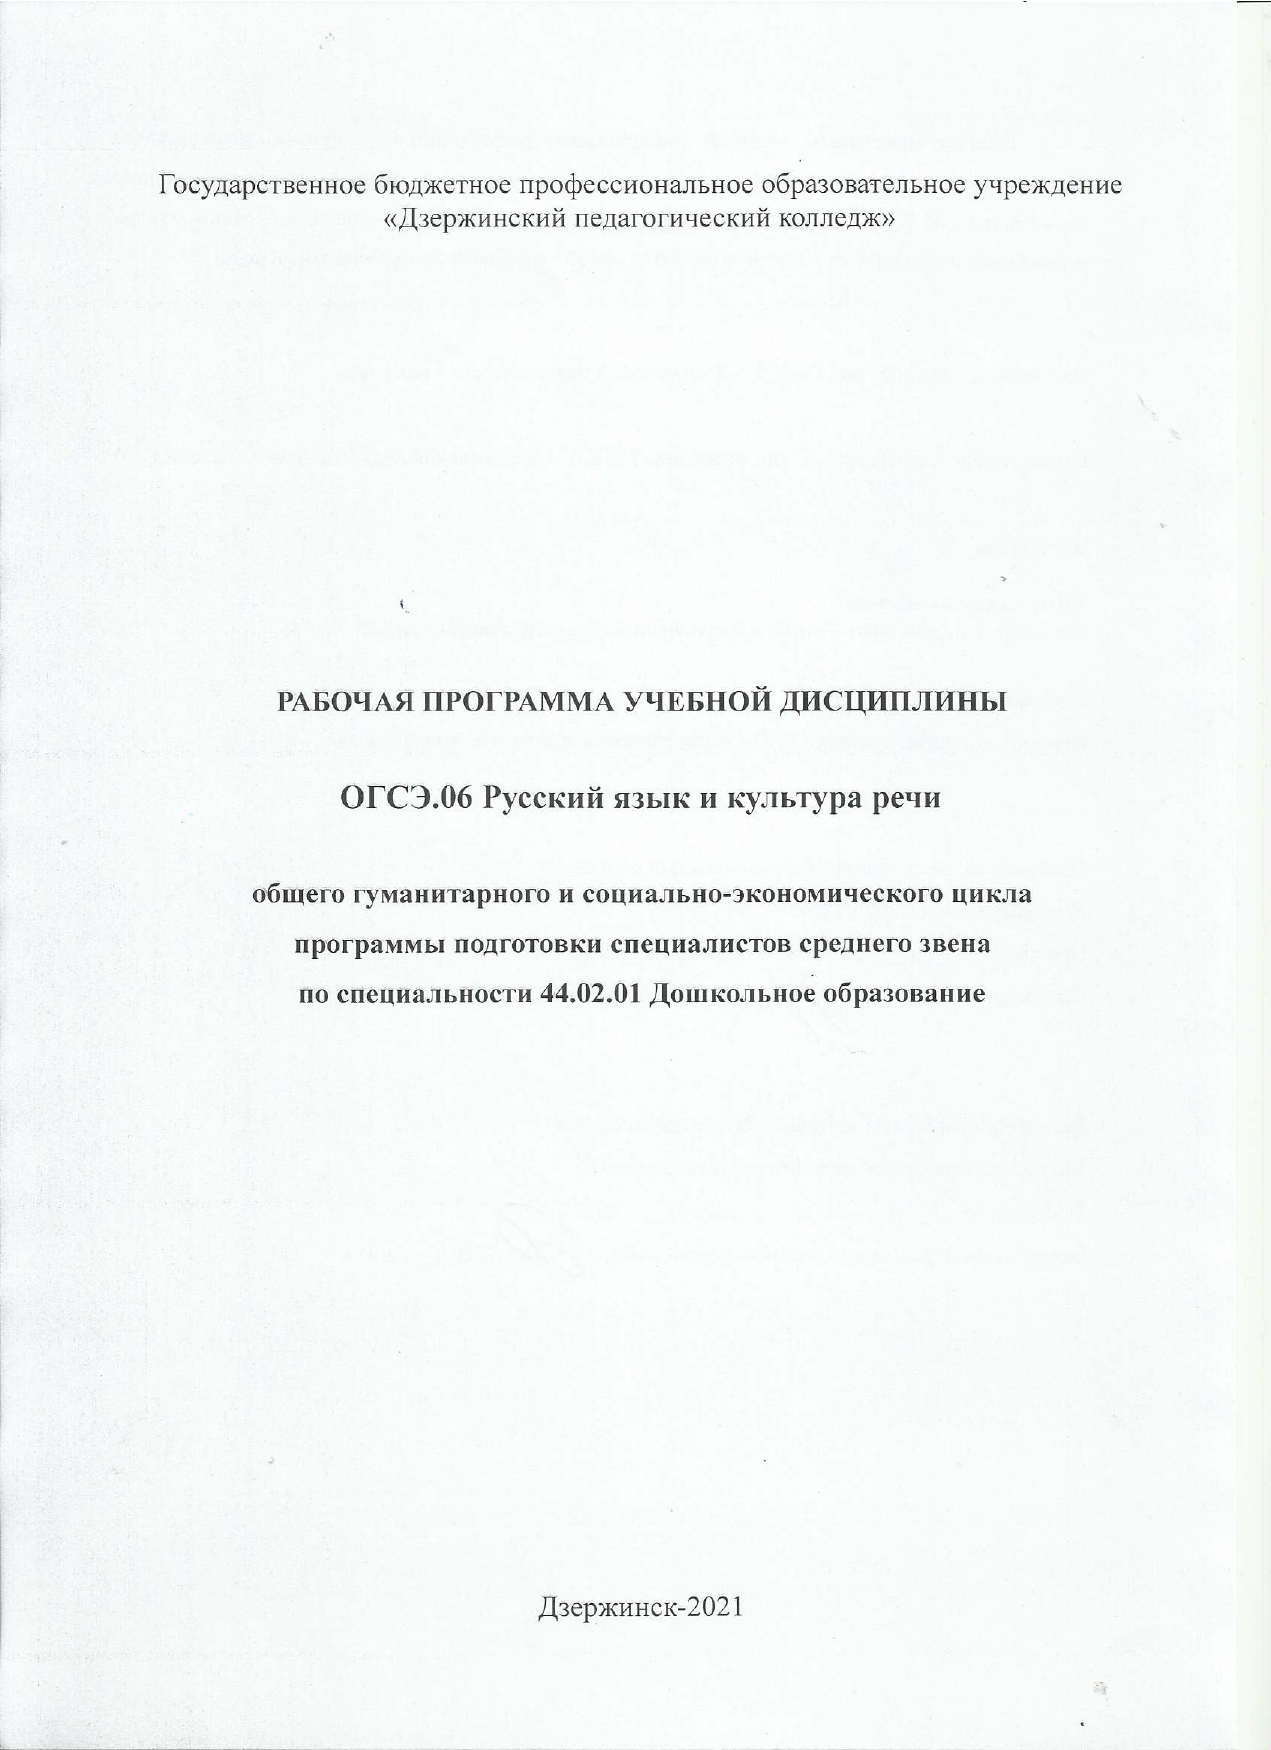 Государственное бюджетное профессиональное образовательное учреждение
«Дзержинский педагогический колледж»
РАБОЧАЯ ПРОГРАММА УЧЕБНОЙ ДИСЦИПЛИНЫ
ОГСЭ.06 Русский язык и культура речи
общего гуманитарного и социально-экономического цикла
программы подготовки специалистов среднего звена
по специальности 44.02.01 Дошкольное образование
Дзержинск-2021